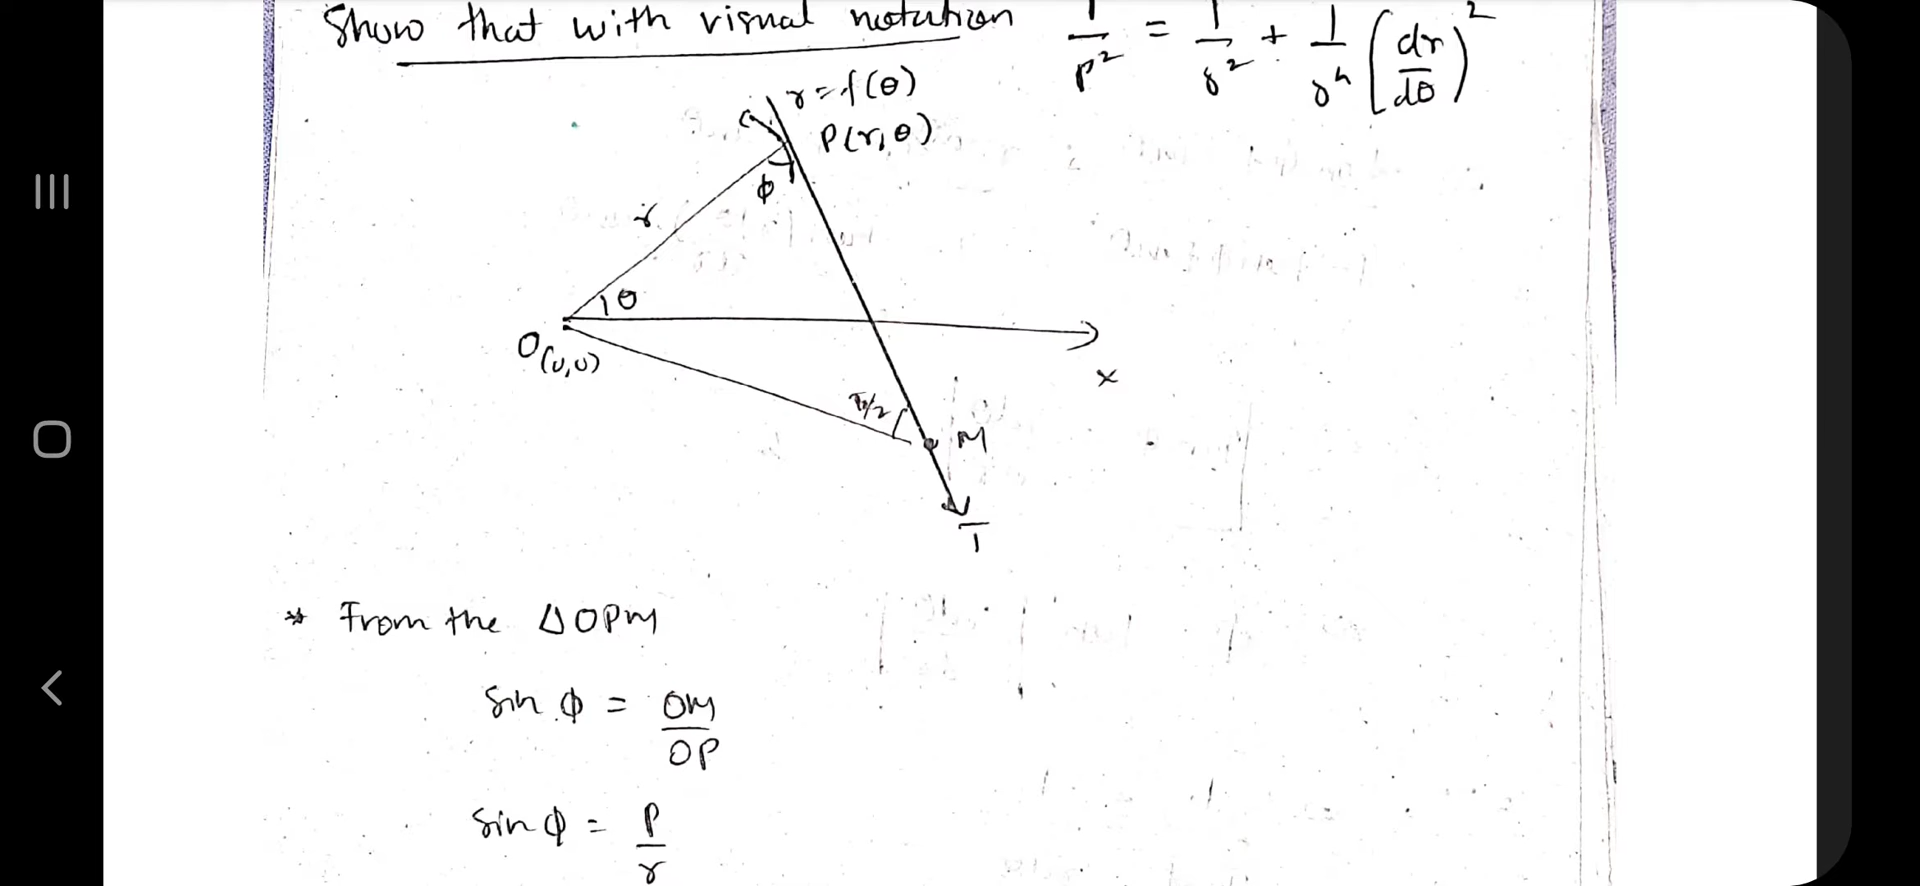 Show that with visual notation 1/p² = 1/r² + 1/r⁴ (dr/dθ)²
r = f(θ)
P(r, θ)
φ
r
θ
O(0,0)
x
π/2
M
T
* From the ΔOPM
Sin φ = OM/OP
Sin φ = P/r